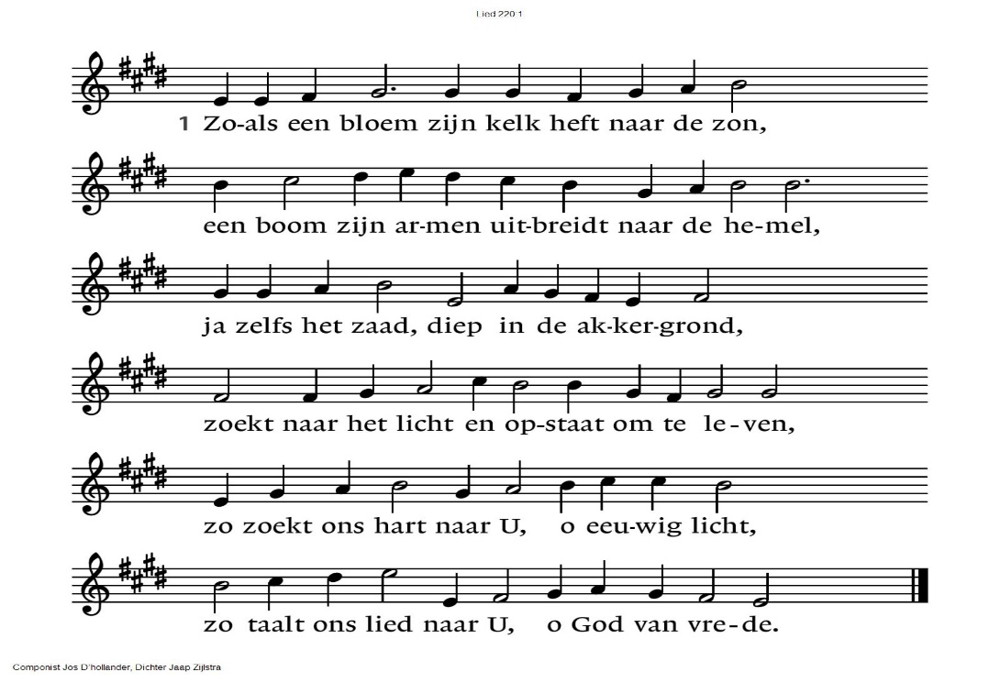 Lied 220:1
1 Zo-als een bloem zijn kelk heft naar de zon,
een boom zijn ar-men uit-breidt naar de he-mel,
ja zelfs het zaad, diep in de ak-ker-grond,
zoekt naar het licht en op-staat om te le-ven,
zo zoekt ons hart naar U, o eeu-wig licht,
zo taalt ons lied naar U, o God van vre-de.
Componist Jos D'hollander, Dichter Jaap Zijlstra